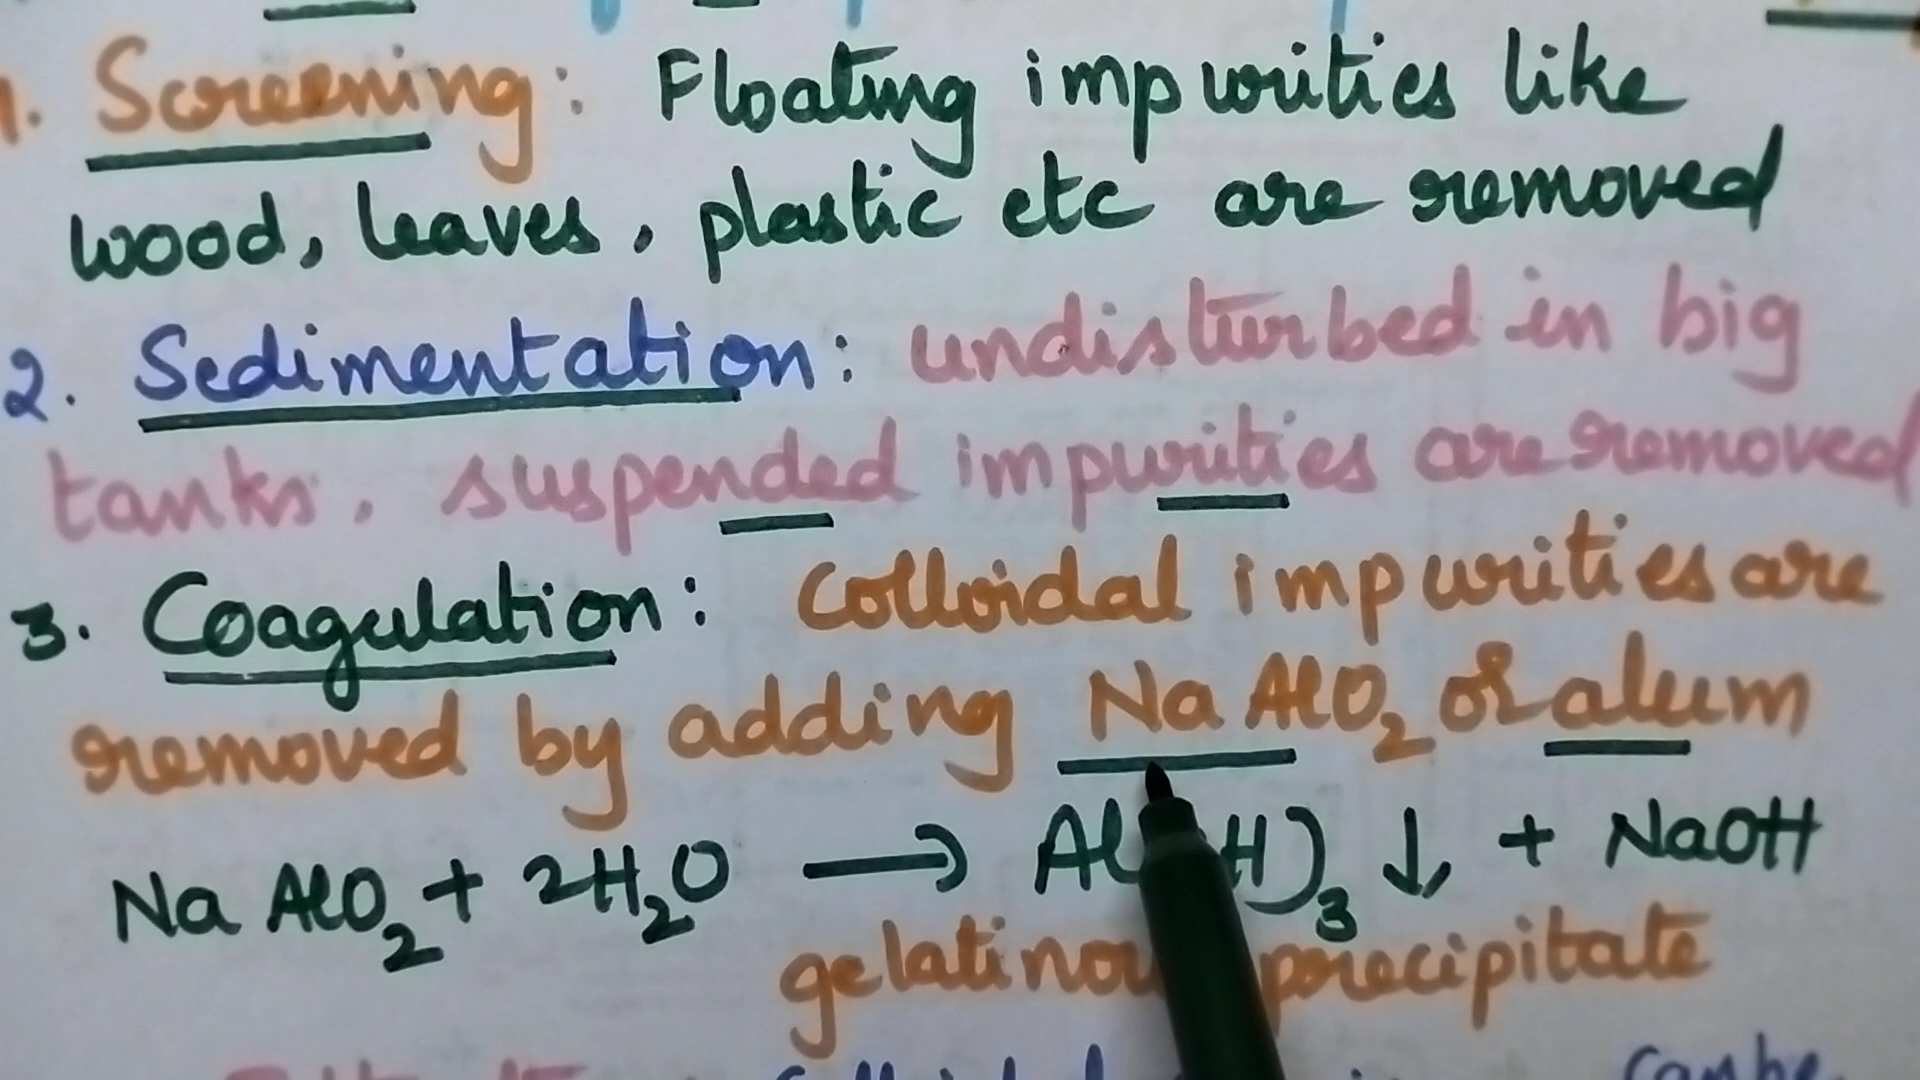 1. Screening: Floating impurities like
wood, leaves, plastic etc are removed
2. Sedimentation: undisturbed in big
tanks, suspended impurities are removed
3. Coagulation: Colloidal impurities are
removed by adding NaAlO₂ or alum
NaAlO₂ + 2H₂O → Al(OH)₃ ↓ + NaOH
gelatinous precipitate
can be